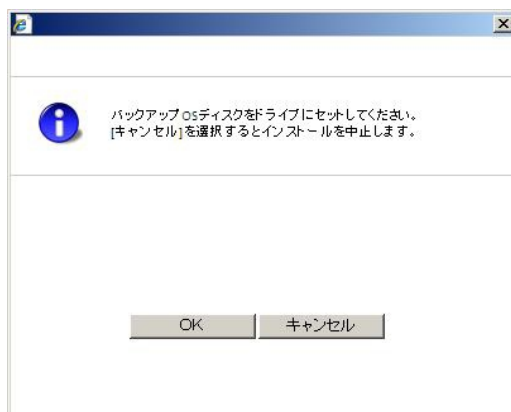 バックアップOSディスクをドライブにセットしてください。
[キャンセル]を選択するとインストールを中止します。
OK キャンセル